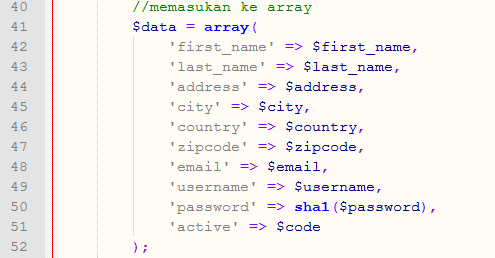 40 //memasukan ke array
41 $data = array(
42 'first_name' => $first_name,
43 'last_name' => $last_name,
44 'address' => $address,
45 'city' => $city,
46 'country' => $country,
47 'zipcode' => $zipcode,
48 'email' => $email,
49 'username' => $username,
50 'password' => sha1($password),
51 'active' => $code
52 );